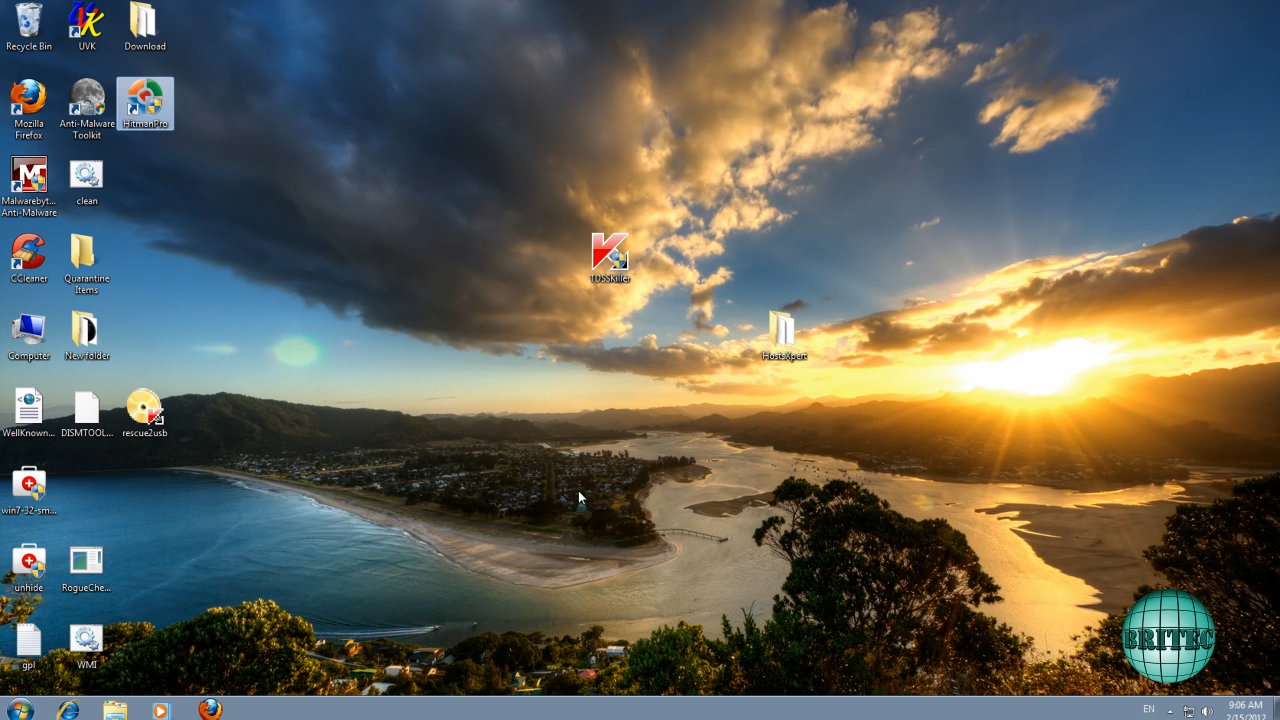 Recycle Bin
UVK
Download
Mozilla
Firefox
Anti-Malware
Toolkit
HitmanPro
Malwarebyt...
Anti-Malware
clean
CCleaner
Quarantine
Items
TDSSKiller
Computer
New folder
HostsXpert
WellKnown...
DISMTOOL...
rescue2usb
win7-32-sm...
unhide
RogueChe...
gpl
WMI
BRITEC
EN
9:06 AM
2/15/2012